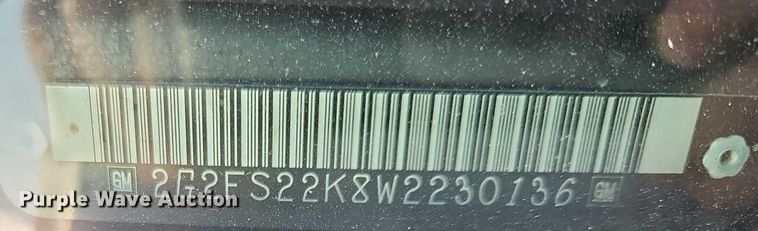 GM 2G2FS22K8W2230136 GM
Purple Wave Auction